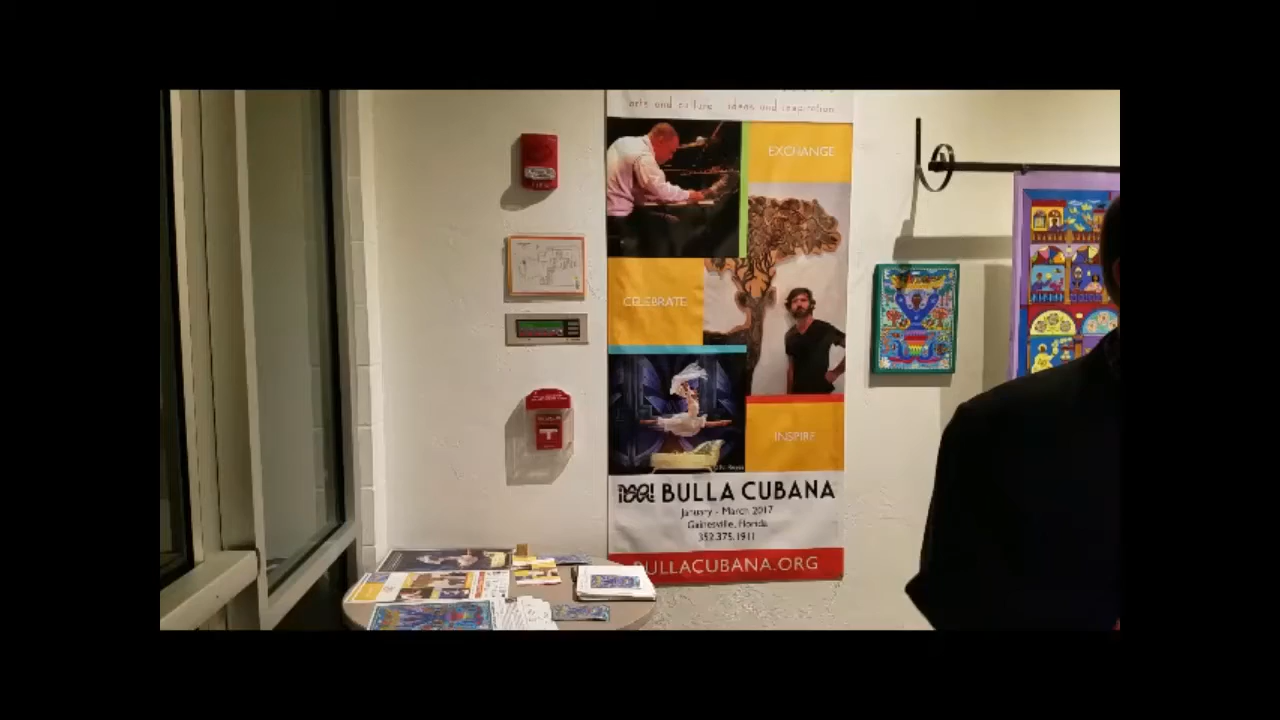 arts and culture ideas and inspiration
EXCHANGE
CELEBRATE
INSPIRE
BULLA CUBANA
January - March 2017
Gainesville, Florida
352.375.1911
BULLACUBANA.ORG
FIRE